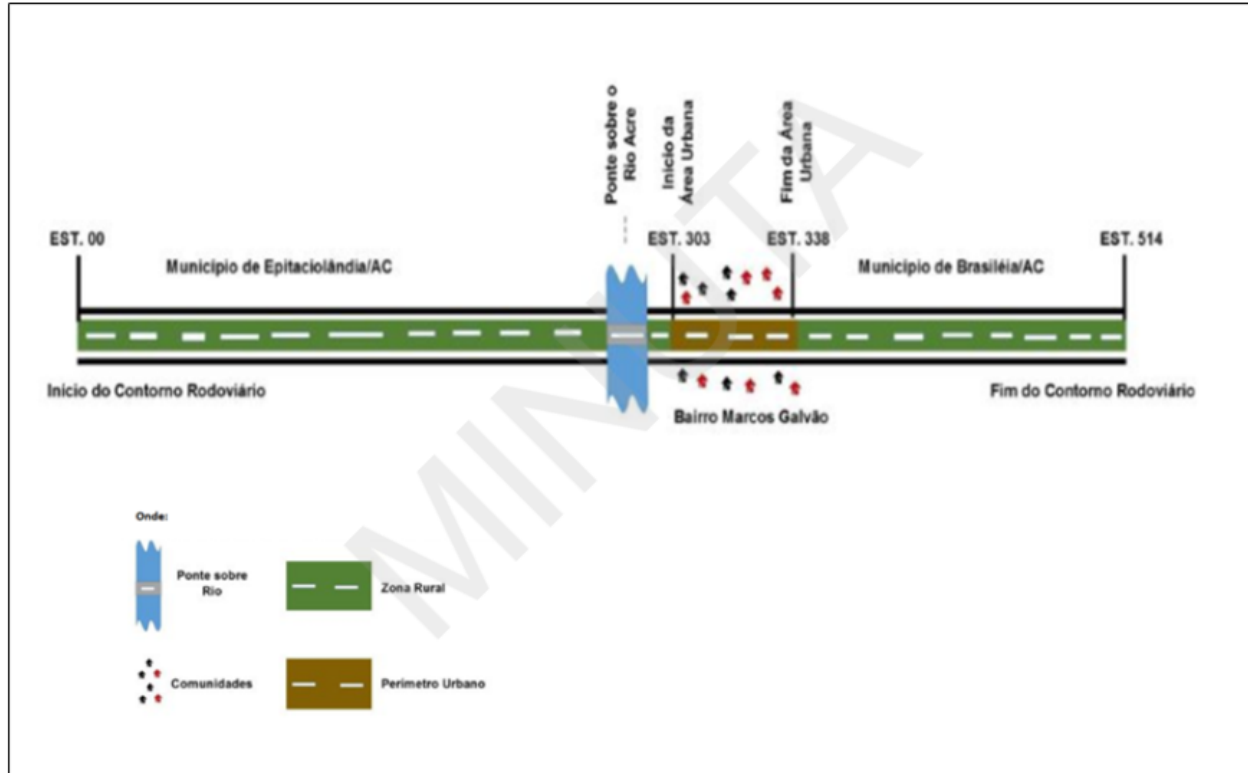 Ponte sobre o
Rio Acre
Inicio da
Área Urbana
Fim da Área
Urbana
EST. 00
EST. 303
EST. 338
EST. 514
Município de Epitaciolândia/AC
Município de Brasiléia/AC
Início do Contorno Rodoviário
Fim do Contorno Rodoviário
Bairro Marcos Galvão
MINUTA
Onde:
Ponte sobre
Rio
Zona Rural
Comunidades
Perímetro Urbano